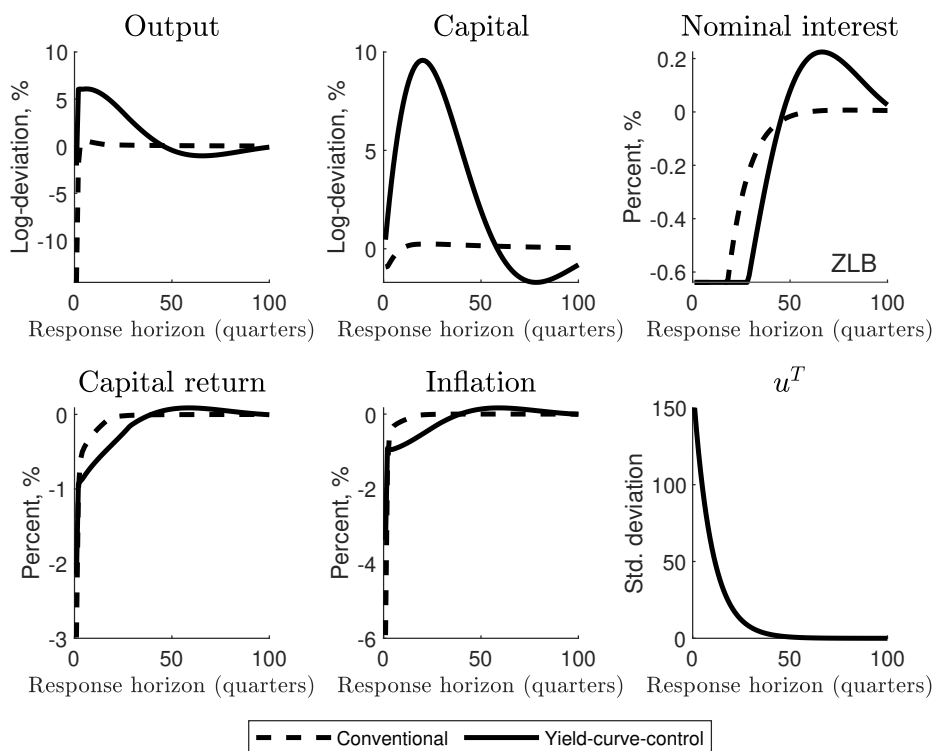 Output
Log-deviation, %
10
5
0
-5
-10
0 50 100
Response horizon (quarters)
Capital
Log-deviation, %
10
5
0
0 50 100
Response horizon (quarters)
Nominal interest
Percent, %
0.2
0
-0.2
-0.4
-0.6
ZLB
0 50 100
Response horizon (quarters)
Capital return
Percent, %
0
-1
-2
-3
0 50 100
Response horizon (quarters)
Inflation
Percent, %
0
-2
-4
-6
0 50 100
Response horizon (quarters)
u^T
Std. deviation
150
100
50
0
0 50 100
Response horizon (quarters)
Conventional Yield-curve-control